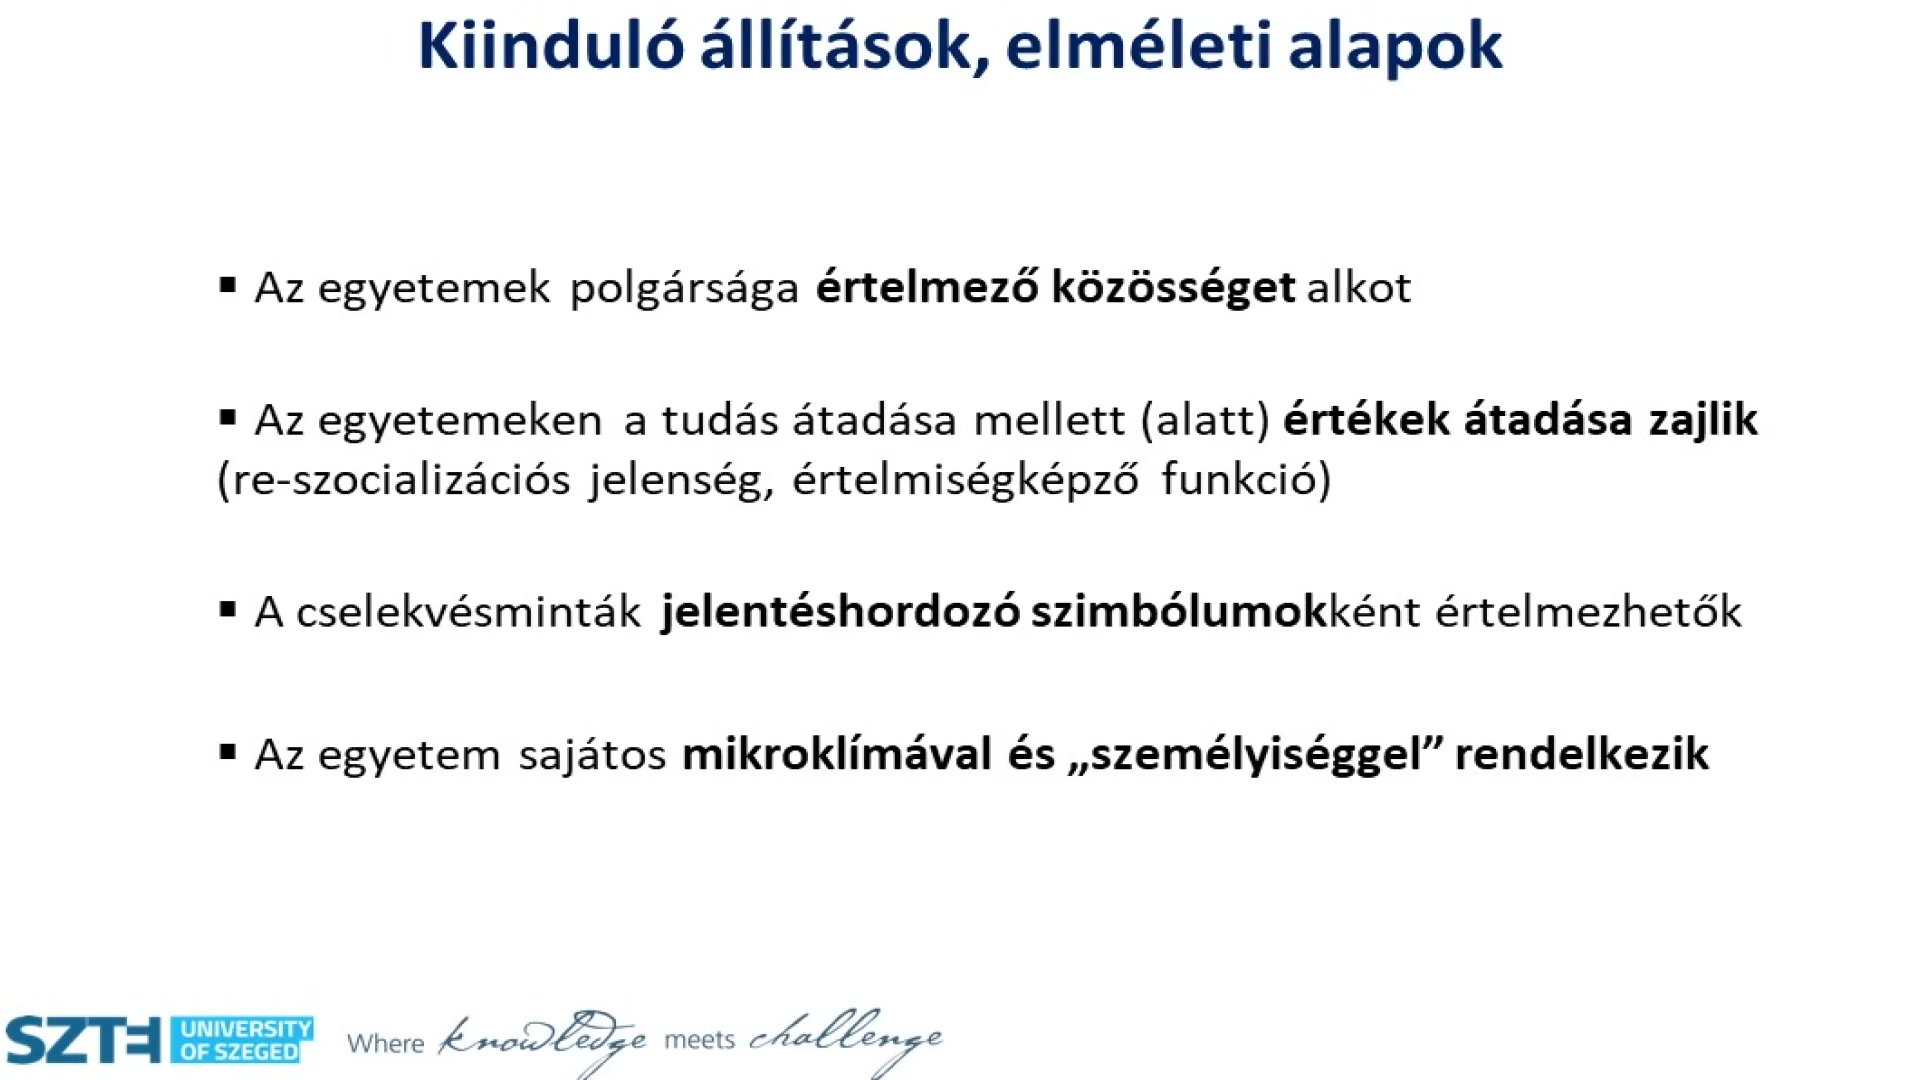 Kiinduló állítások, elméleti alapok
▪ Az egyetemek polgársága értelmező közösséget alkot
▪ Az egyetemeken a tudás átadása mellett (alatt) értékek átadása zajlik
(re-szocializációs jelenség, értelmiségképző funkció)
▪ A cselekvésminták jelentéshordozó szimbólumokként értelmezhetők
▪ Az egyetem sajátos mikroklímával és „személyiséggel” rendelkezik
SZTE UNIVERSITY
OF SZEGED
Where knowledge meets challenge